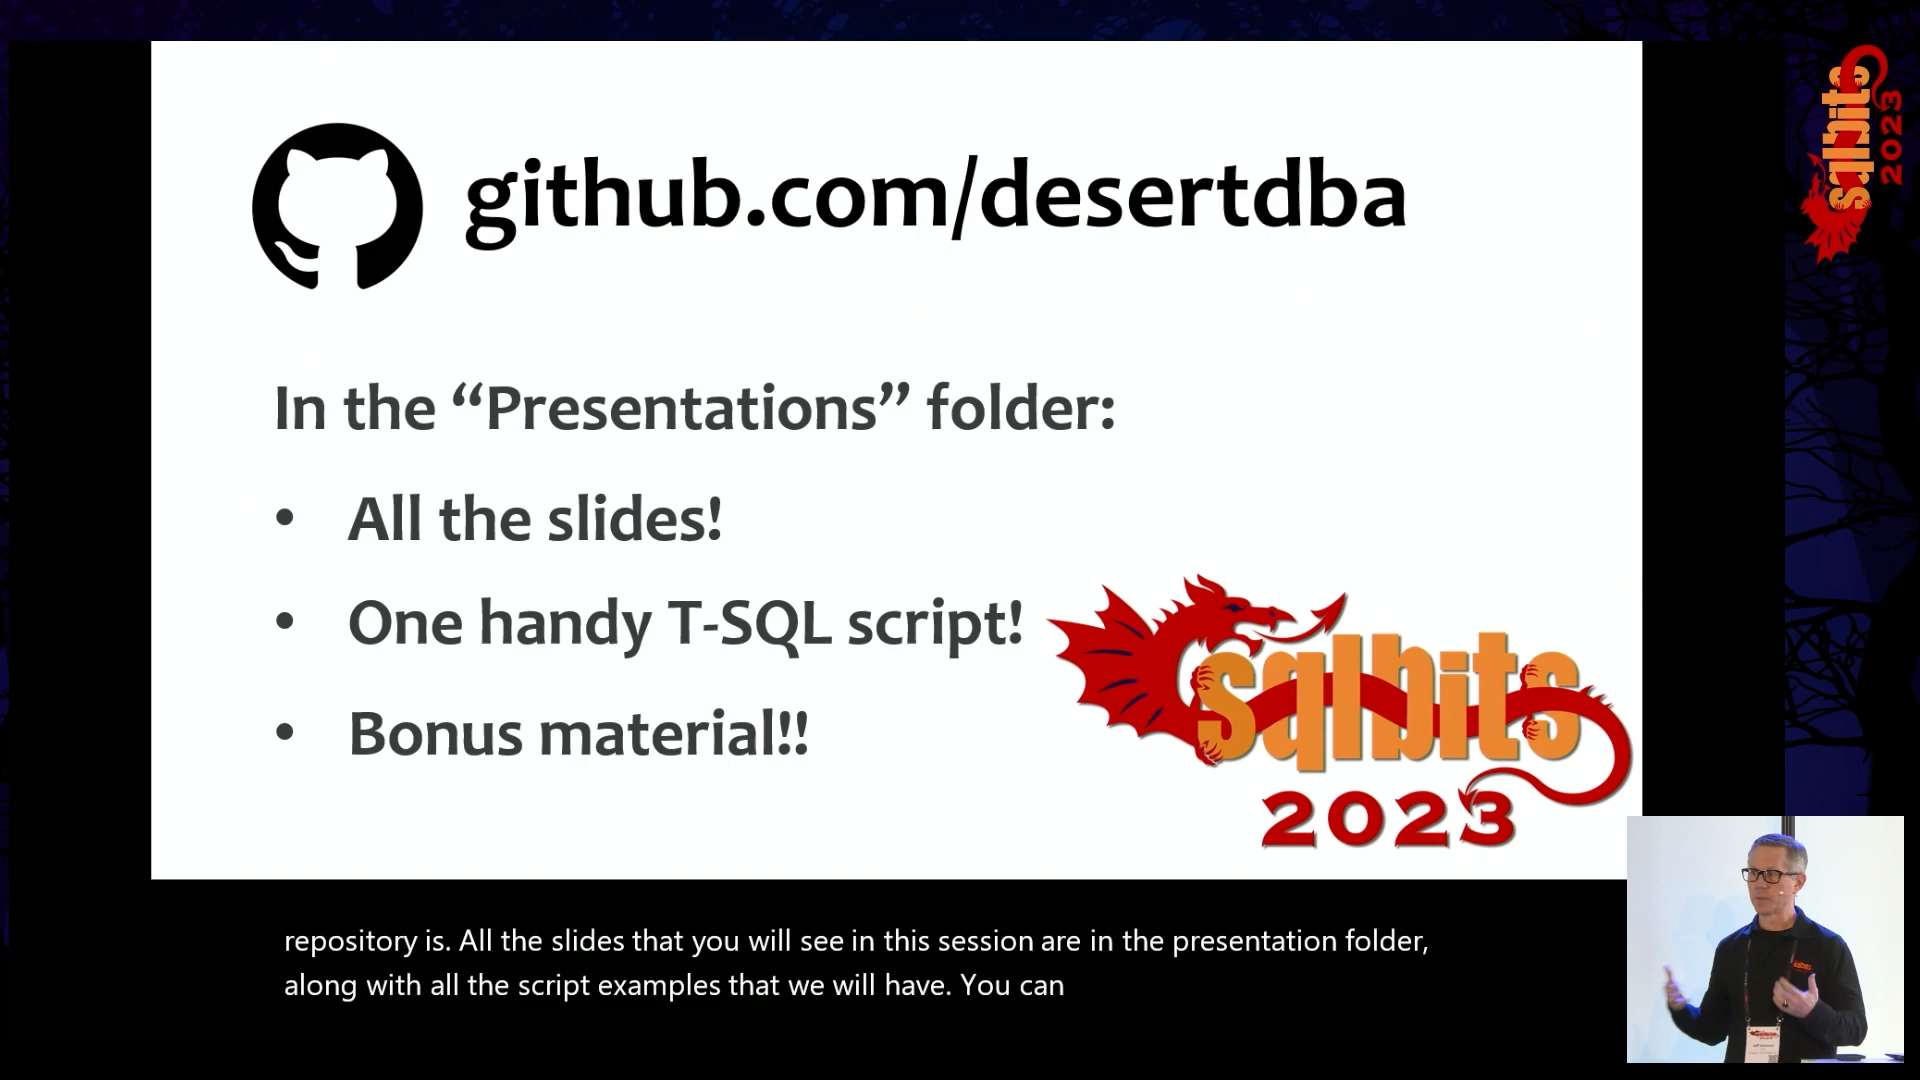 github.com/desertdba
In the “Presentations” folder:
• All the slides!
• One handy T-SQL script!
• Bonus material!!
sqlbits
2023
sqlbits
2023
repository is. All the slides that you will see in this session are in the presentation folder,
along with all the script examples that we will have. You can